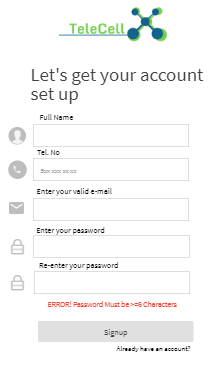 TeleCell
Let's get your account
set up
Full Name
Tel. No
8xx xxx xx xx
Enter your valid e-mail
Enter your password
Re-enter your password
ERROR! Password Must be >=6 Characters
Signup
Already have an account?